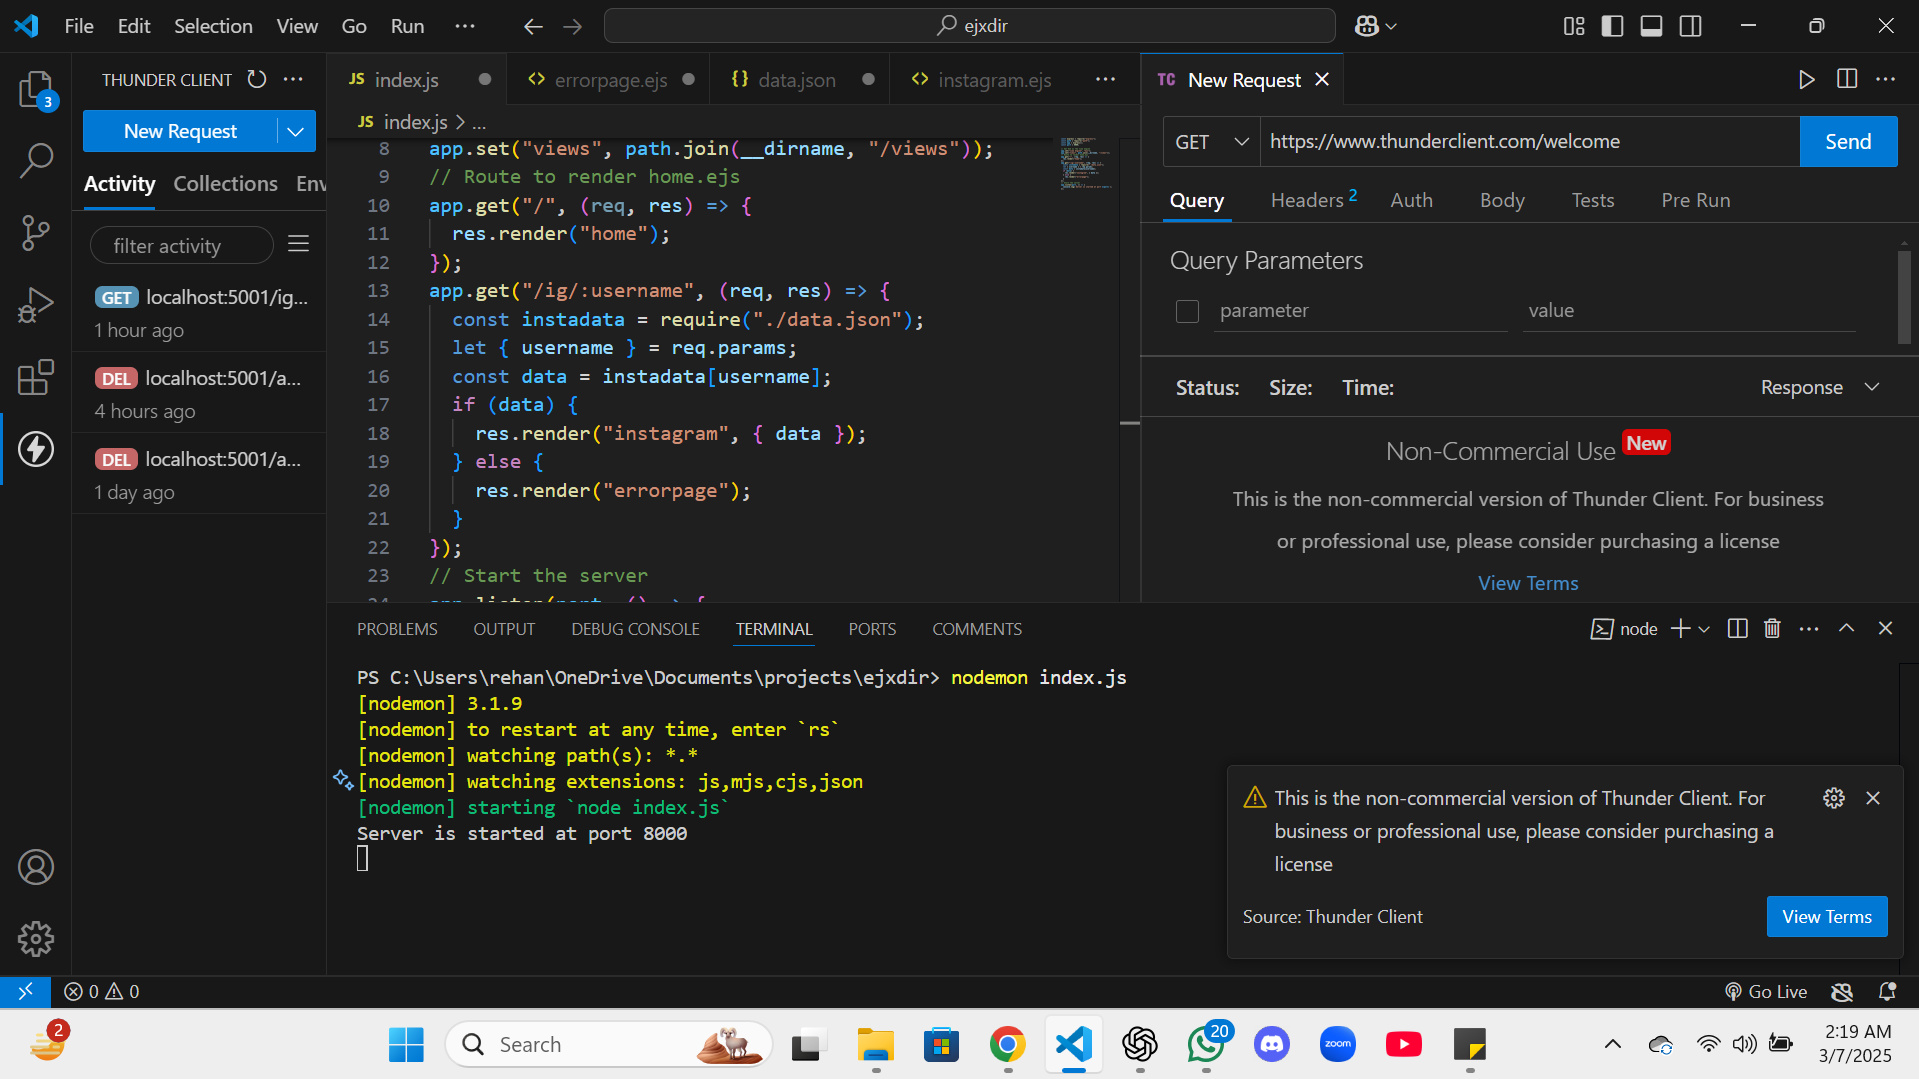 File Edit Selection View Go Run ···
ejxdir
3
THUNDER CLIENT
New Request
Activity Collections Env
filter activity
GET localhost:5001/ig...
1 hour ago
DEL localhost:5001/a...
4 hours ago
DEL localhost:5001/a...
1 day ago
JS index.js
<> errorpage.ejs
{} data.json
<> instagram.ejs
JS index.js > ...
8 app.set("views", path.join(__dirname, "/views"));
9 // Route to render home.ejs
10 app.get("/", (req, res) => {
11 res.render("home");
12 });
13 app.get("/ig/:username", (req, res) => {
14 const instadata = require("./data.json");
15 let { username } = req.params;
16 const data = instadata[username];
17 if (data) {
18 res.render("instagram", { data });
19 } else {
20 res.render("errorpage");
21 }
22 });
23 // Start the server
TC New Request
GET https://www.thunderclient.com/welcome Send
Query Headers 2 Auth Body Tests Pre Run
Query Parameters
parameter value
Status: Size: Time: Response
Non-Commercial Use New
This is the non-commercial version of Thunder Client. For business
or professional use, please consider purchasing a license
View Terms
PROBLEMS OUTPUT DEBUG CONSOLE TERMINAL PORTS COMMENTS
node
PS C:\Users\rehan\OneDrive\Documents\projects\ejxdir> nodemon index.js
[nodemon] 3.1.9
[nodemon] to restart at any time, enter `rs`
[nodemon] watching path(s): *.*
[nodemon] watching extensions: js,mjs,cjs,json
[nodemon] starting `node index.js`
Server is started at port 8000
This is the non-commercial version of Thunder Client. For
business or professional use, please consider purchasing a
license
Source: Thunder Client
View Terms
0 0
Go Live
2
Search
20
zoom
2:19 AM
3/7/2025